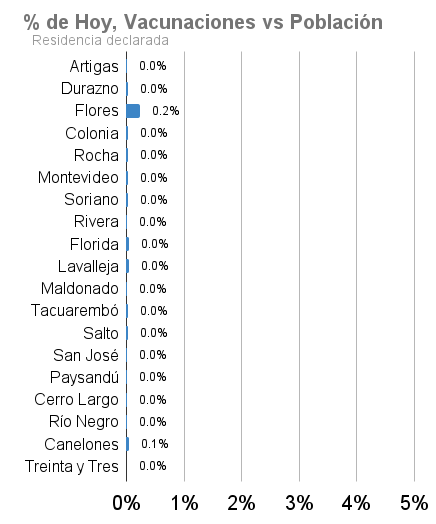 % de Hoy, Vacunaciones vs Población
Residencia declarada
Artigas 0.0%
Durazno 0.0%
Flores 0.2%
Colonia 0.0%
Rocha 0.0%
Montevideo 0.0%
Soriano 0.0%
Rivera 0.0%
Florida 0.0%
Lavalleja 0.0%
Maldonado 0.0%
Tacuarembó 0.0%
Salto 0.0%
San José 0.0%
Paysandú 0.0%
Cerro Largo 0.0%
Río Negro 0.0%
Canelones 0.1%
Treinta y Tres 0.0%
0% 1% 2% 3% 4% 5%